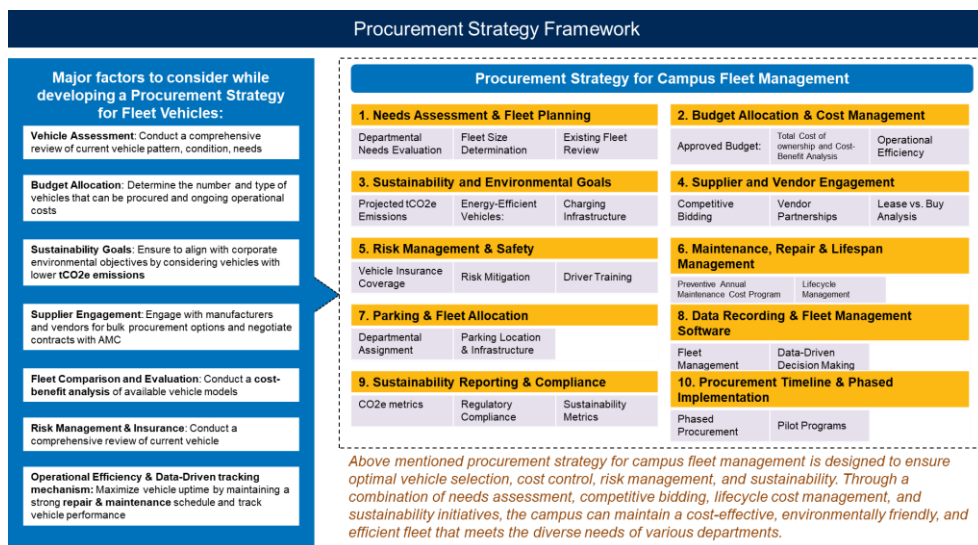 Procurement Strategy Framework
Major factors to consider while
developing a Procurement Strategy
for Fleet Vehicles:
Vehicle Assessment: Conduct a comprehensive
review of current vehicle pattern, condition, needs
Budget Allocation: Determine the number and type of
vehicles that can be procured and ongoing operational
costs
Sustainability Goals: Ensure to align with corporate
environmental objectives by considering vehicles with
lower tCO2e emissions
Supplier Engagement: Engage with manufacturers
and vendors for bulk procurement options and negotiate
contracts with AMC
Fleet Comparison and Evaluation: Conduct a cost-
benefit analysis of available vehicle models
Risk Management & Insurance: Conduct a
comprehensive review of current vehicle
Operational Efficiency & Data-Driven tracking
mechanism: Maximize vehicle uptime by maintaining a
strong repair & maintenance schedule and track
vehicle performance
Procurement Strategy for Campus Fleet Management
1. Needs Assessment & Fleet Planning
Departmental
Needs Evaluation
Fleet Size
Determination
Existing Fleet
Review
2. Budget Allocation & Cost Management
Approved Budget:
Total Cost of
ownership and Cost-
Benefit Analysis
Operational
Efficiency
3. Sustainability and Environmental Goals
Projected tCO2e
Emissions
Energy-Efficient
Vehicles:
Charging
Infrastructure
4. Supplier and Vendor Engagement
Competitive
Bidding
Vendor
Partnerships
Lease vs. Buy
Analysis
5. Risk Management & Safety
Vehicle Insurance
Coverage
Risk Mitigation
Driver Training
6. Maintenance, Repair & Lifespan
Management
Preventive Annual
Maintenance Cost Program
Lifecycle
Management
7. Parking & Fleet Allocation
Departmental
Assignment
Parking Location
& Infrastructure
8. Data Recording & Fleet Management
Software
Fleet
Management
Data-Driven
Decision Making
9. Sustainability Reporting & Compliance
CO2e metrics
Regulatory
Compliance
Sustainability
Metrics
10. Procurement Timeline & Phased
Implementation
Phased
Procurement
Pilot Programs
Above mentioned procurement strategy for campus fleet management is designed to ensure
optimal vehicle selection, cost control, risk management, and sustainability. Through a
combination of needs assessment, competitive bidding, lifecycle cost management, and
sustainability initiatives, the campus can maintain a cost-effective, environmentally friendly, and
efficient fleet that meets the diverse needs of various departments.